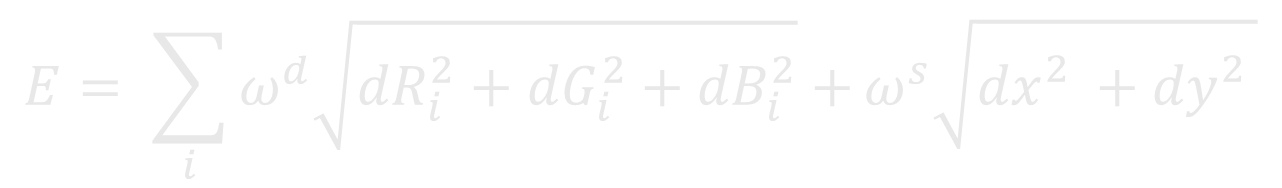 E = ∑_i ω^d √(dR_i^2 + dG_i^2 + dB_i^2) + ω^s √(dx^2 + dy^2)